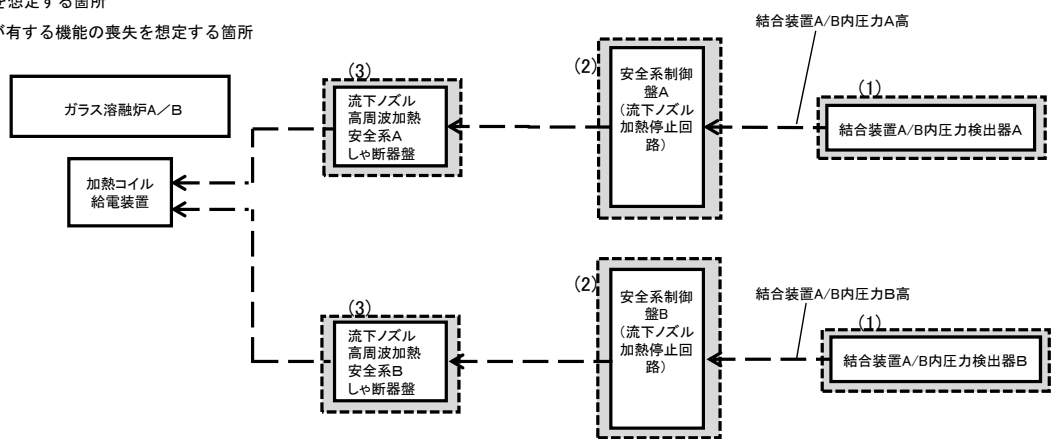 を想定する箇所
が有する機能の喪失を想定する箇所
結合装置A/B内圧力A高
(3)
(2)
(1)
ガラス溶融炉A／B
流下ノズル
高周波加熱
安全系A
しゃ断器盤
安全系制御
盤A
(流下ノズル
加熱停止回
路)
結合装置A/B内圧力検出器A
加熱コイル
給電装置
(3)
(2)
(1)
結合装置A/B内圧力B高
流下ノズル
高周波加熱
安全系B
しゃ断器盤
安全系制御
盤B
(流下ノズル
加熱停止回
路)
結合装置A/B内圧力検出器B